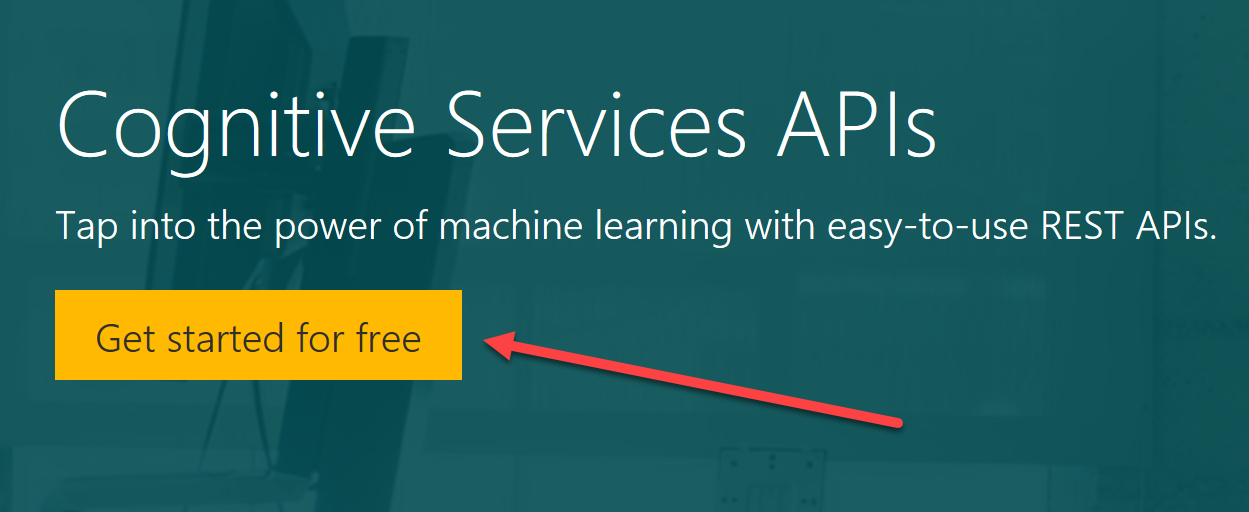 Cognitive Services APIs
Tap into the power of machine learning with easy-to-use REST APIs.
Get started for free